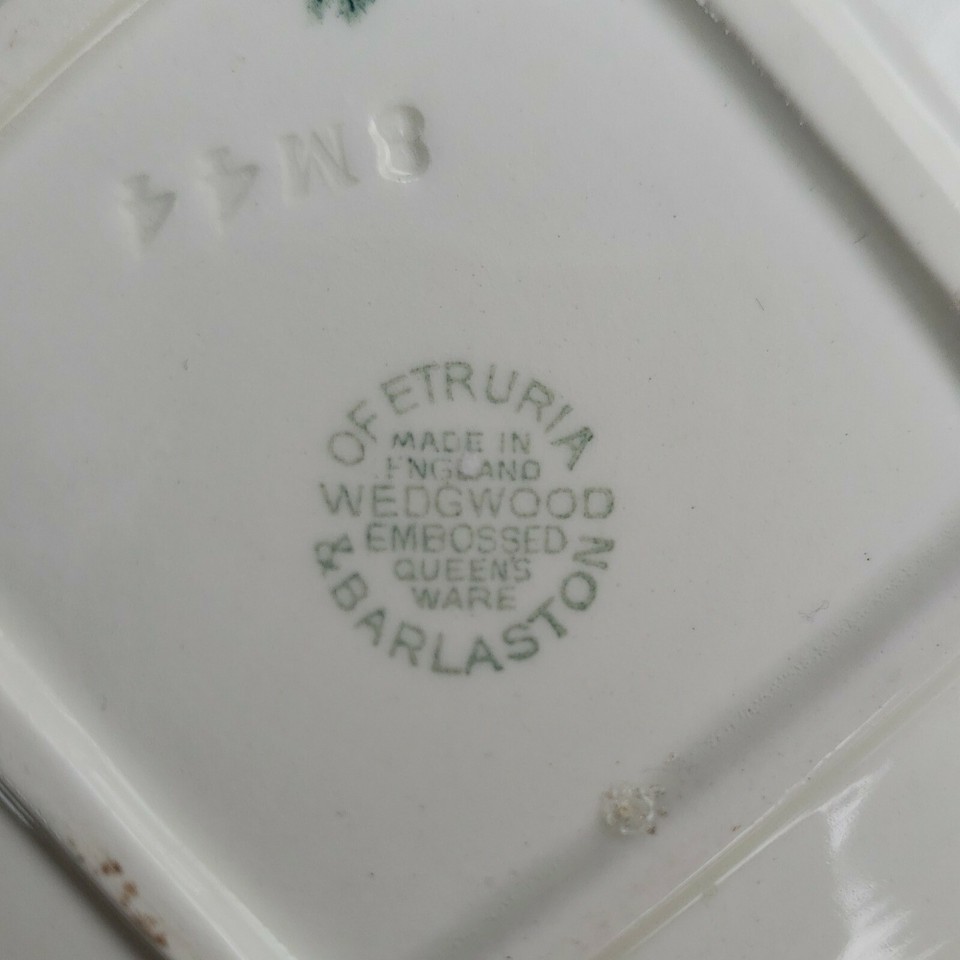 8M44
OF ETRURIA
MADE IN
ENGLAND
WEDGWOOD
EMBOSSED
QUEEN'S
WARE
& BARLASTON